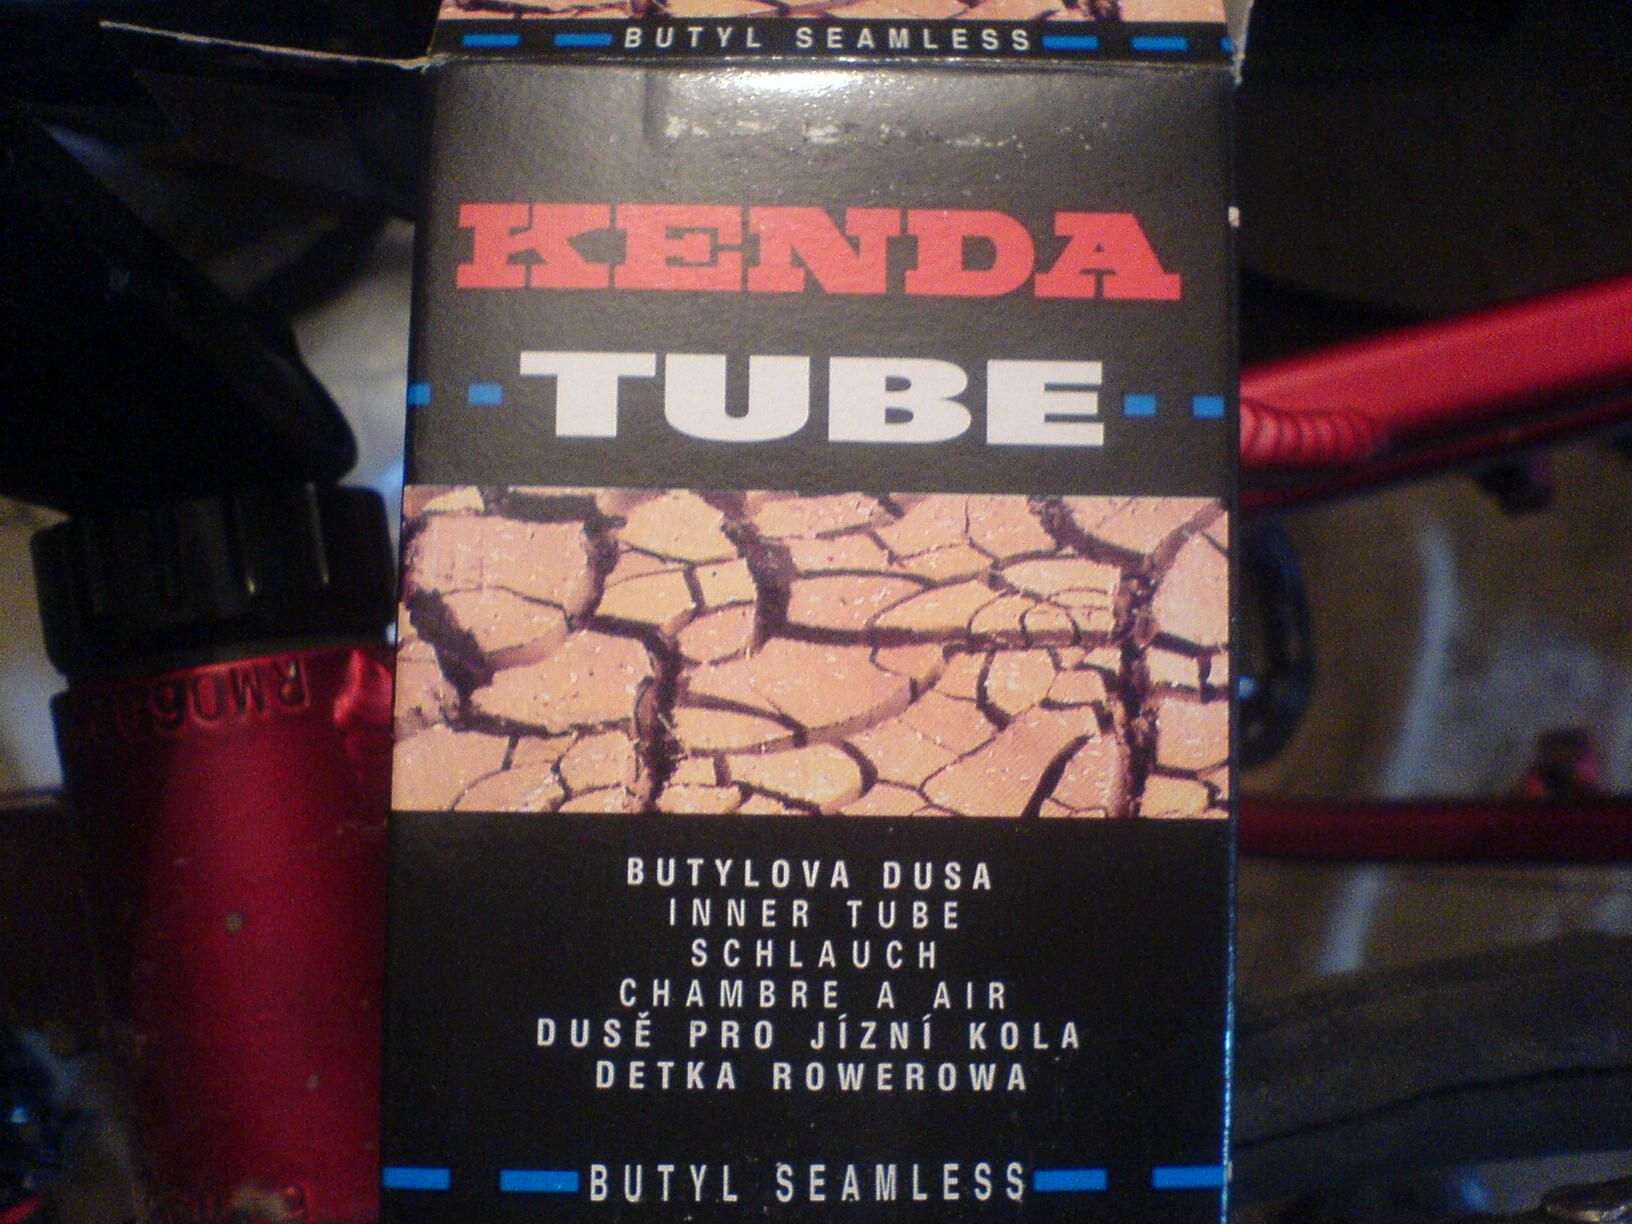 BUTYL SEAMLESS
KENDA
TUBE
BUTYLOVA DUSA
INNER TUBE
SCHLAUCH
CHAMBRE A AIR
DUSĚ PRO JÍZNÍ KOLA
DETKA ROWEROWA
BUTYL SEAMLESS